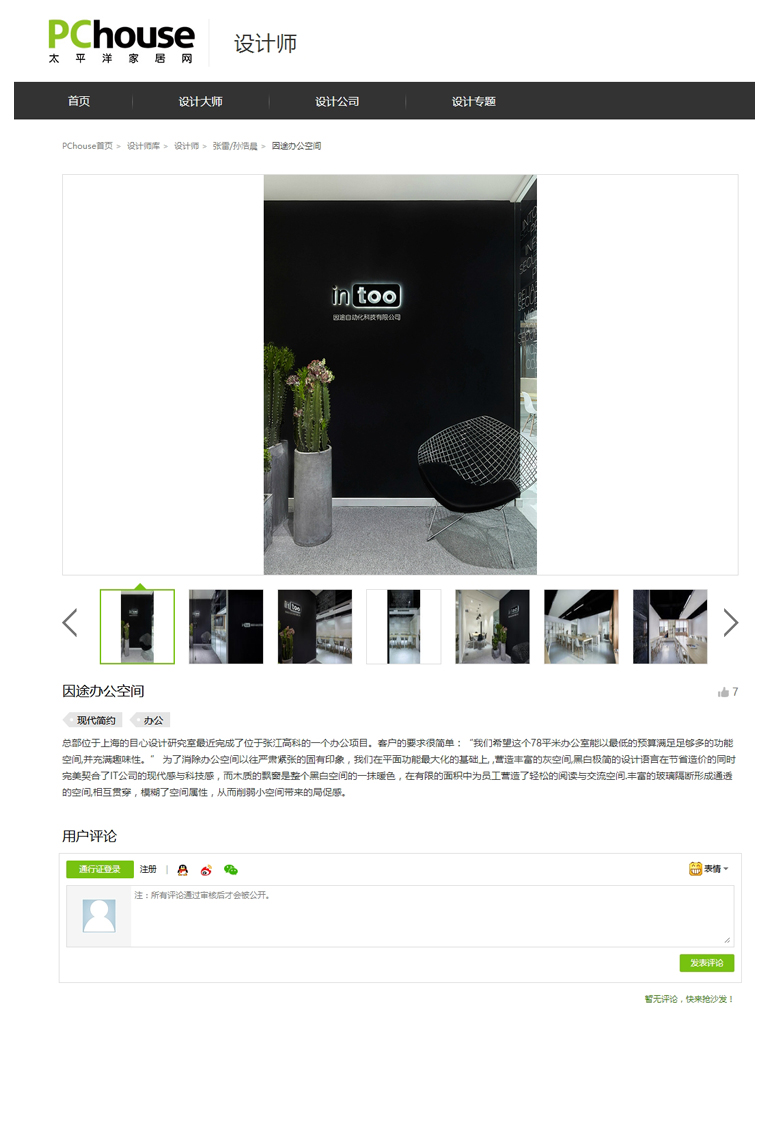 PChouse
太平洋家居网
设计师
首页
设计大师
设计公司
设计专题
PChouse首页 > 设计师库 > 设计师 > 张雷/孙浩晨 > 因途办公空间
in too
因途自动化科技有限公司
因途办公空间
7
现代简约
办公
总部位于上海的目心设计研究室最近完成了位于张江高科的一个办公项目。客户的要求很简单：“我们希望这个78平米办公室能以最低的预算满足足够多的功能
空间,并充满趣味性。” 为了消除办公空间以往严肃紧张的固有印象，我们在平面功能最大化的基础上,,营造丰富的灰空间,黑白极简的设计语言在节省造价的同时
完美契合了IT公司的现代感与科技感，而木质的飘窗是整个黑白空间的一抹暖色，在有限的面积中为员工营造了轻松的阅读与交流空间.丰富的玻璃隔断形成通透
的空间,相互贯穿，模糊了空间属性，从而削弱小空间带来的局促感。
用户评论
通行证登录 注册 | 表情
注：所有评论通过审核后才会被公开。
发表评论
暂无评论，快来抢沙发！